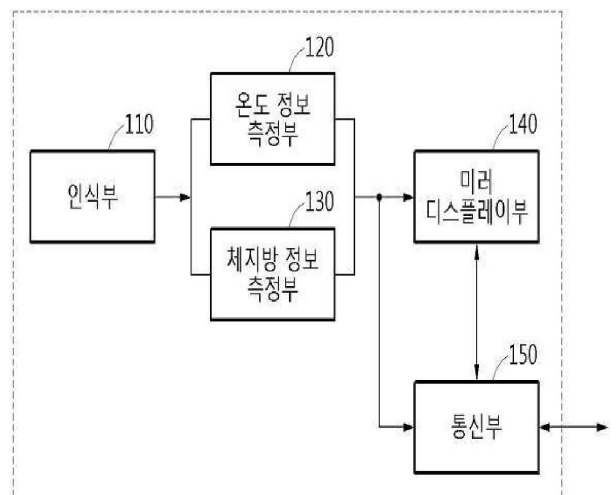 120
온도 정보
측정부
110
인식부
140
미러
디스플레이부
130
체지방 정보
측정부
150
통신부